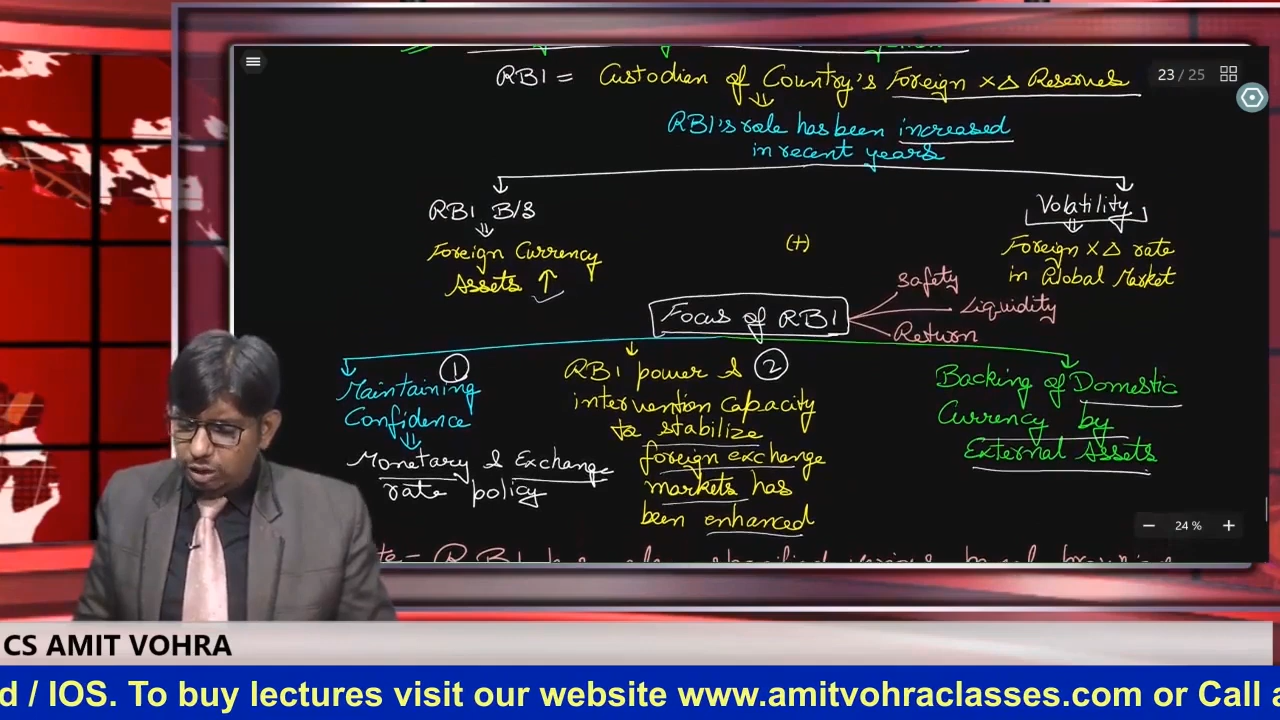 RBI = Custodian of Country's Foreign x∆ Reserves
23 / 25
RBI's role has been increased
in recent years
RBI B/S
Foreign Currency
Assets ↑
(+)
Volatility
Foreign x∆ rate
in Global Market
Focus of RBI
Safety
Liquidity
Return
①
Maintaining
Confidence
Monetary & Exchange
rate policy
RBI power & ②
intervention capacity
to stabilize
foreign exchange
markets has
been enhanced
Backing of Domestic
Currency by
External Assets
24 %
RBI
CS AMIT VOHRA
d / IOS. To buy lectures visit our website www.amitvohraclasses.com or Call a